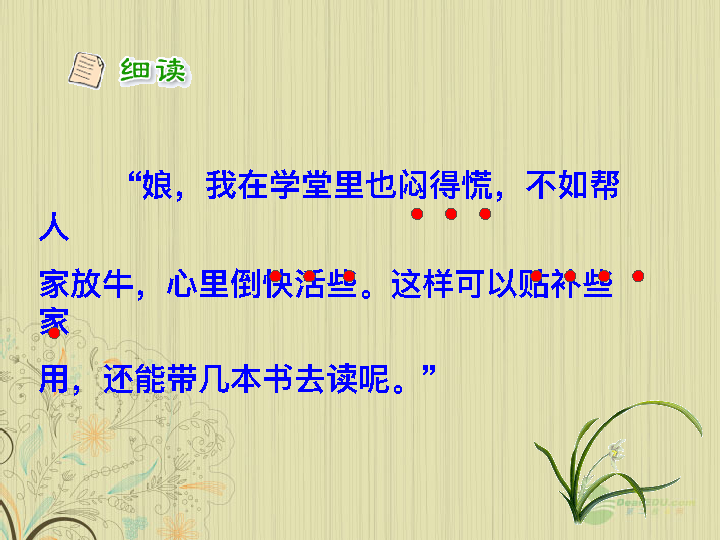 细读
“娘，我在学堂里也闷得慌，不如帮
人
家放牛，心里倒快活些。这样可以贴补些
家
用，还能带几本书去读呢。”